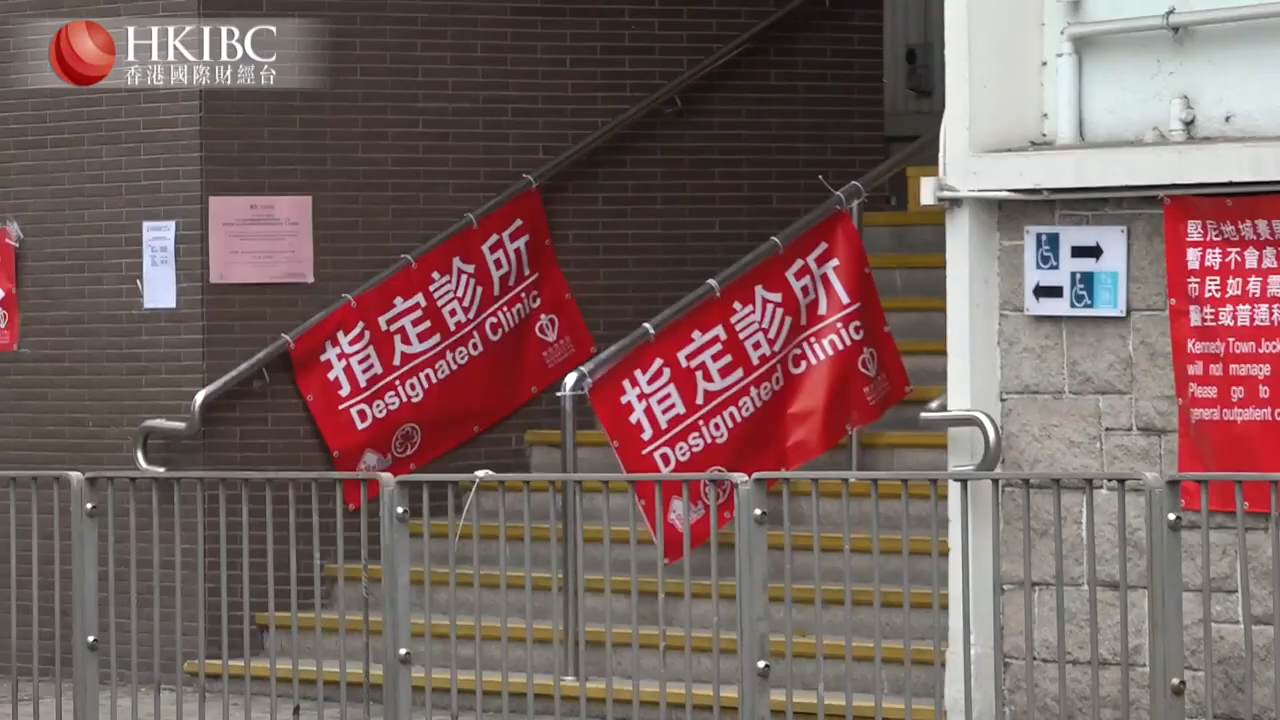 HKIBC
香港國際財經台
指定診所
Designated Clinic
指定診所
Designated Clinic
堅尼地城賽
暫時不會處
市民如有需
醫生或普通
Kennedy Town Jock
will not manage
Please go to
general outpatient